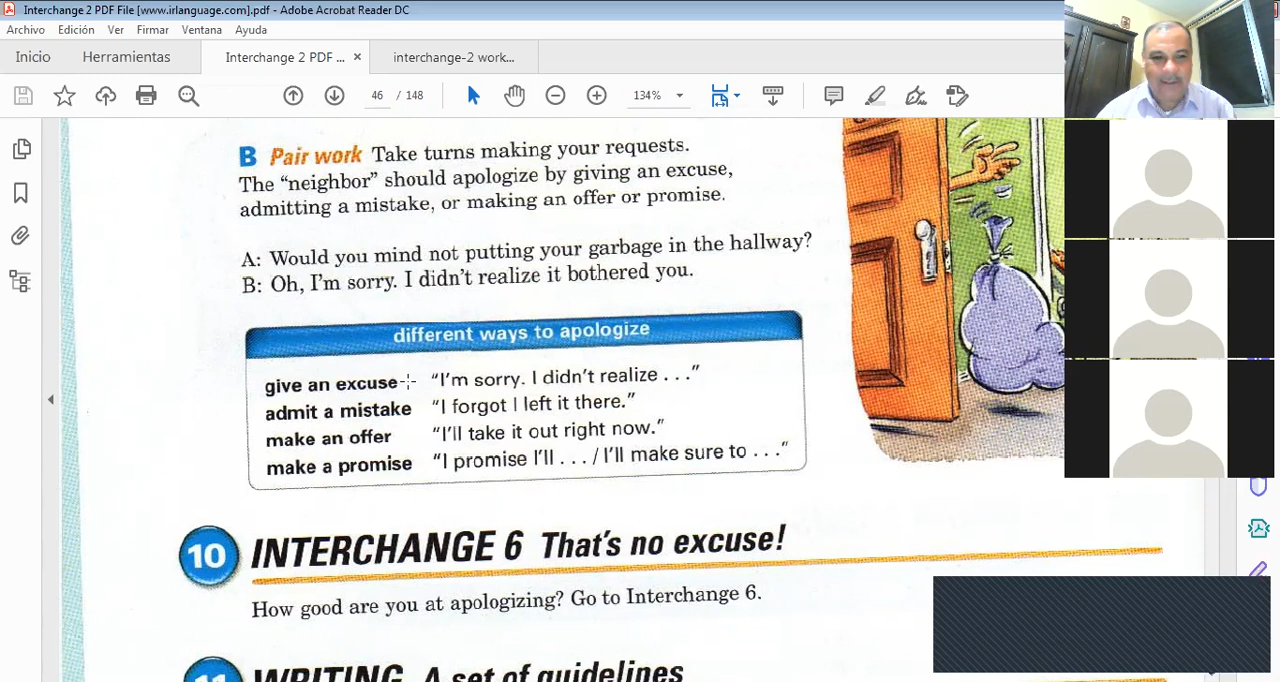 Interchange 2 PDF File [www.irlanguage.com].pdf - Adobe Acrobat Reader DC
Archivo Edición Ver Firmar Ventana Ayuda
Inicio Herramientas Interchange 2 PDF ... × interchange-2 work...
46 / 148 134%
B Pair work Take turns making your requests.
The “neighbor” should apologize by giving an excuse,
admitting a mistake, or making an offer or promise.
A: Would you mind not putting your garbage in the hallway?
B: Oh, I’m sorry. I didn’t realize it bothered you.
different ways to apologize
give an excuse “I’m sorry. I didn’t realize . . .”
admit a mistake “I forgot I left it there.”
make an offer “I’ll take it out right now.”
make a promise “I promise I’ll . . . / I’ll make sure to . . .”
10 INTERCHANGE 6 That’s no excuse!
How good are you at apologizing? Go to Interchange 6.
11 WRITING A set of guidelines